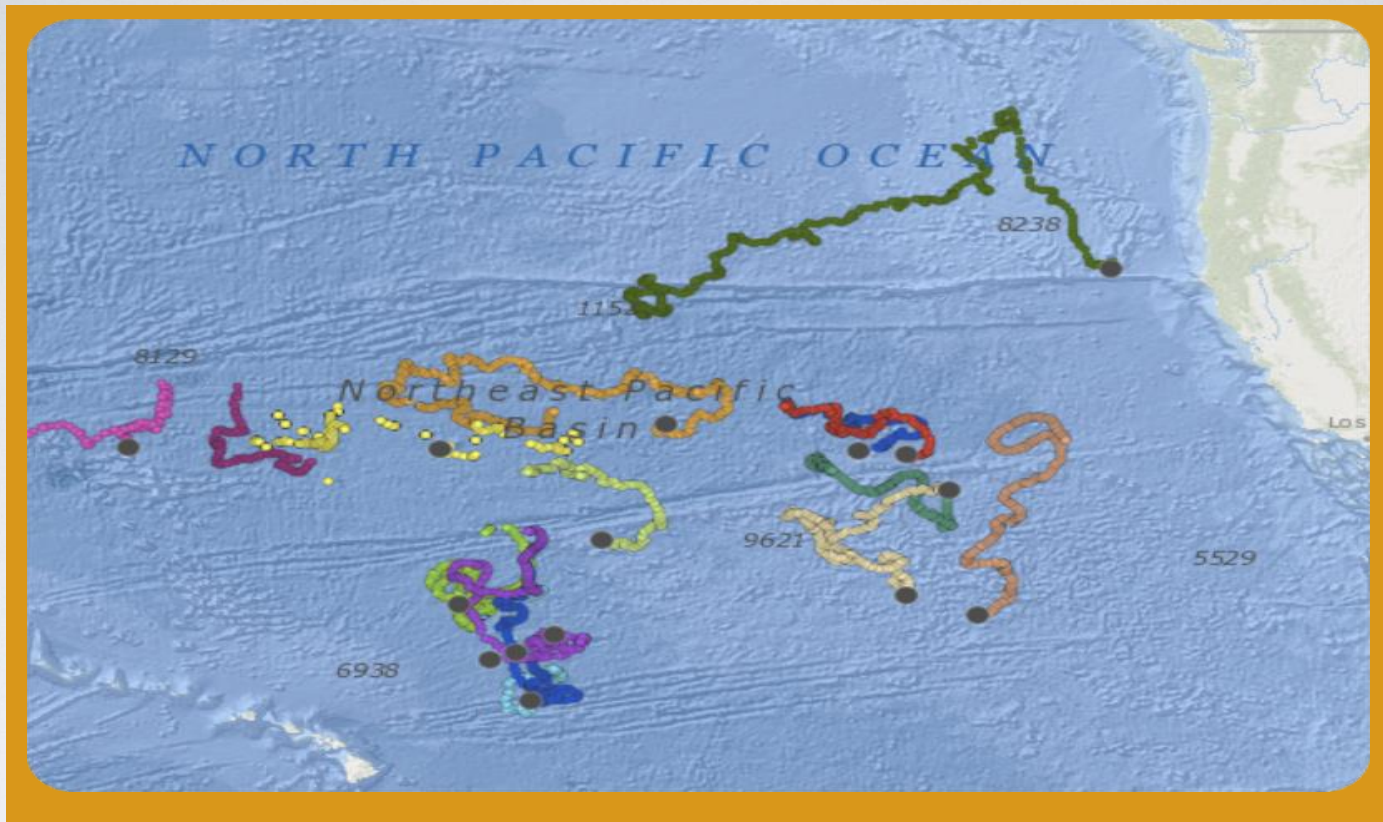 NORTH PACIFIC OCEAN
8238
8129
Northeast Pacific
Basin
Los
9621
5529
6938